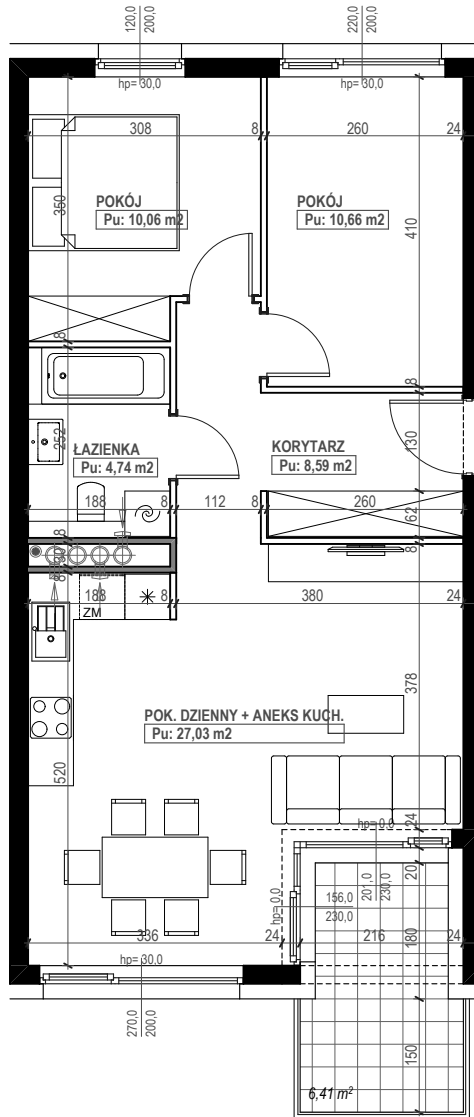 120,0
200,0
220,0
200,0
hp= 30,0
hp= 30,0
308
8
260
24
350
POKÓJ
Pu: 10,06 m2
POKÓJ
Pu: 10,66 m2
410
8
8
252
ŁAZIENKA
Pu: 4,74 m2
KORYTARZ
Pu: 8,59 m2
130
188
8
112
8
260
24
62
8
30
8
8
188
ZM
8
380
24
378
POK. DZIENNY + ANEKS KUCH.
Pu: 27,03 m2
520
24
hp= 0,0
20
hp= 0,0
156,0
230,0
201,0
230,0
336
24
216
180
24
hp= 30,0
270,0
200,0
150
6,41 m²